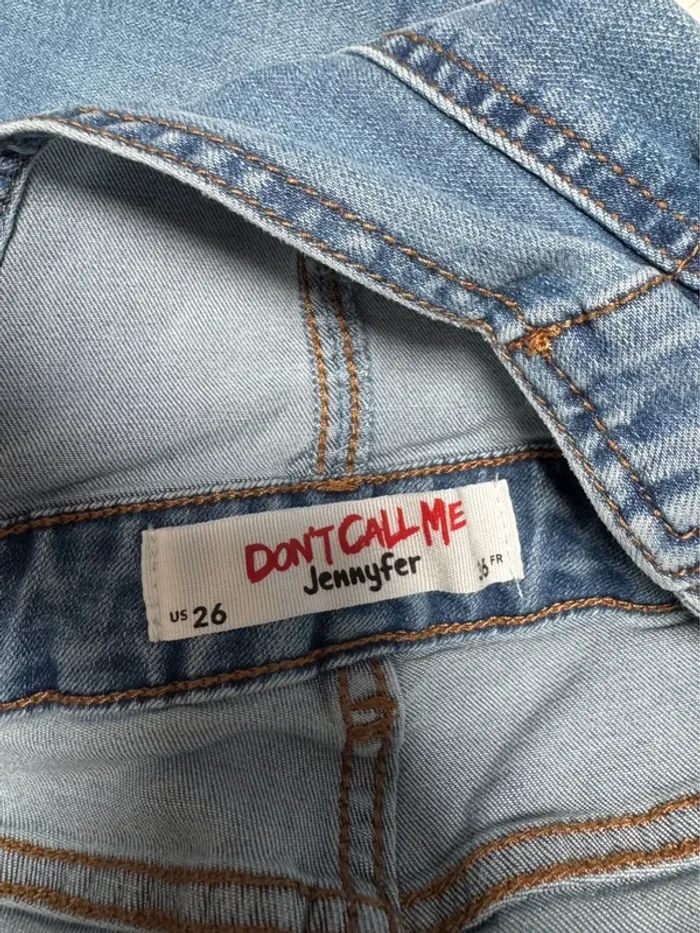 DON'T CALL ME
Jennyfer
US 26
36 FR